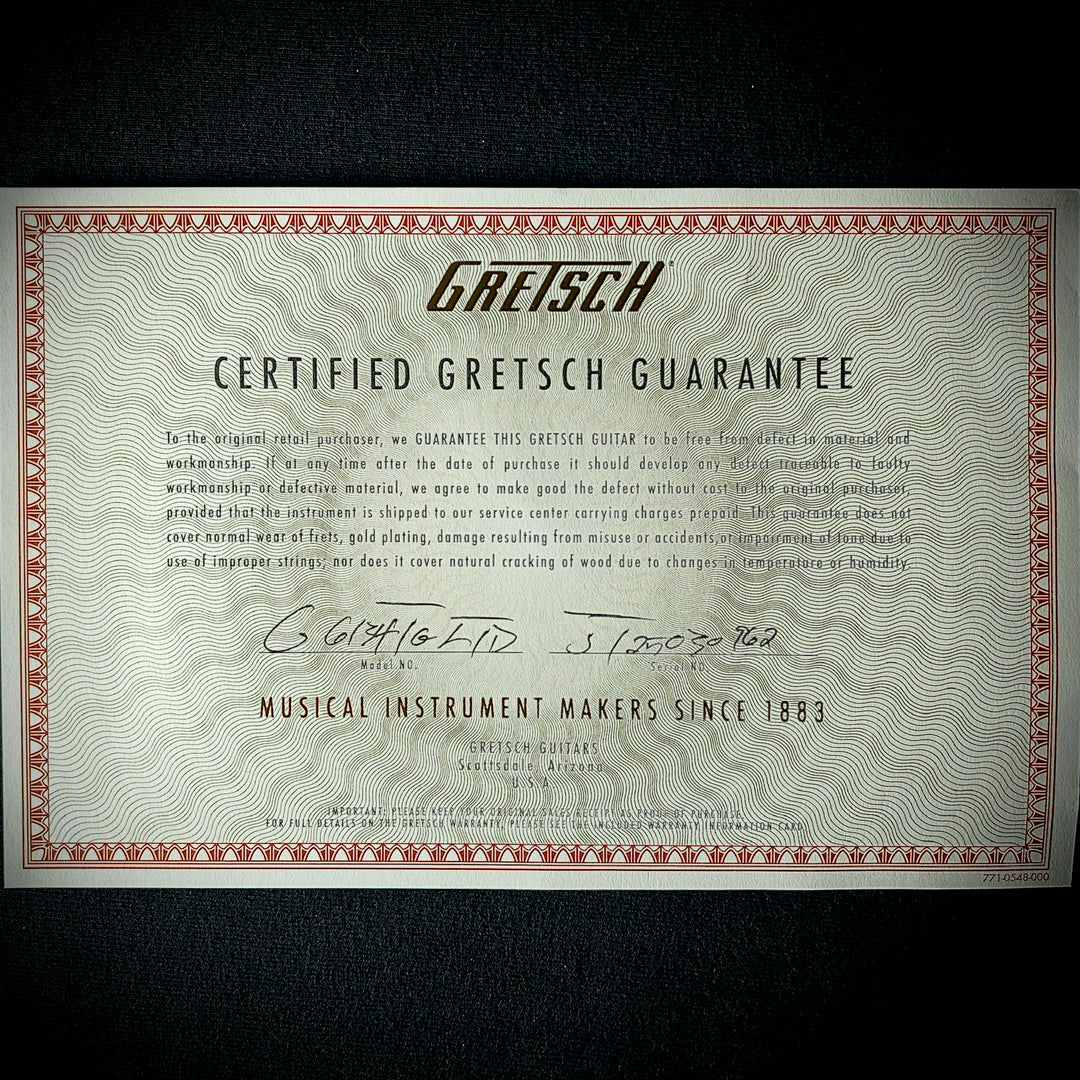 GRETSCH®
CERTIFIED GRETSCH GUARANTEE
To the original retail purchaser, we GUARANTEE THIS GRETSCH GUITAR to be free from defect in material and
workmanship. If at any time after the date of purchase it should develop any defect traceable to faulty
workmanship or defective material, we agree to make good the defect without cost to the original purchaser,
provided that the instrument is shipped to our service center carrying charges prepaid. This guarantee does not
cover normal wear of frets, gold plating, damage resulting from misuse or accidents,or impairment of tone due to
use of improper strings; nor does it cover natural cracking of wood due to changes in temperature or humidity.
G6134TG LTD JT25030762
Model NO. Serial NO.
MUSICAL INSTRUMENT MAKERS SINCE 1883
GRETSCH GUITARS
Scottsdale, Arizona
U.S.A
IMPORTANT: PLEASE KEEP YOUR ORIGINAL SALES RECEIPT AS PROOF OF PURCHASE.
FOR FULL DETAILS ON THE GRETSCH WARRANTY, PLEASE SEE THE INCLUDED WARRANTY INFORMATION CARD
771-0548-000